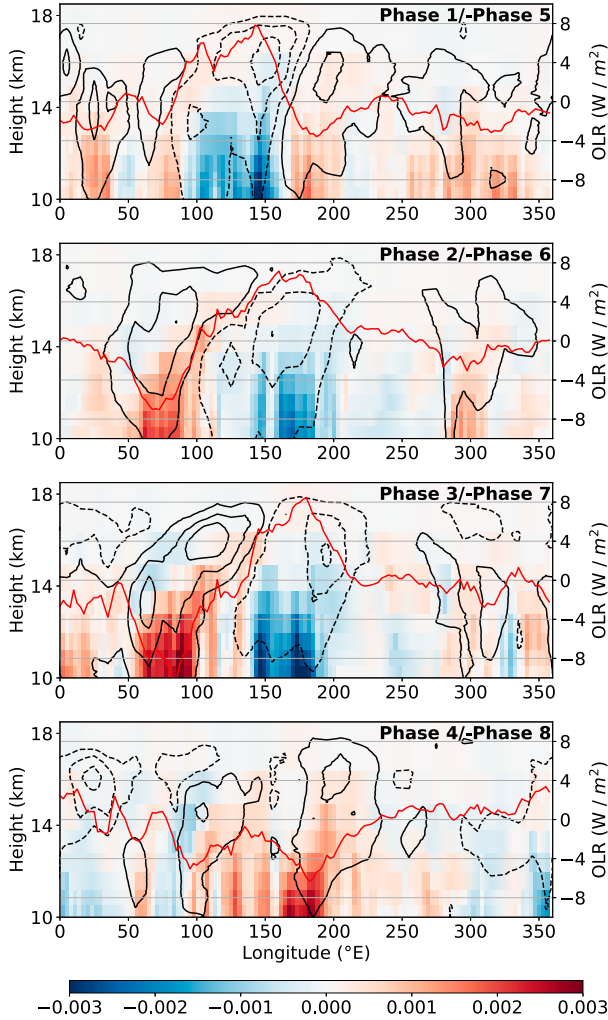 Phase 1/-Phase 5
18
14
10
Height (km)
8
4
0
−4
−8
OLR (W / m²)
0 50 100 150 200 250 300 350
Phase 2/-Phase 6
18
14
10
Height (km)
8
4
0
−4
−8
OLR (W / m²)
0 50 100 150 200 250 300 350
Phase 3/-Phase 7
18
14
10
Height (km)
8
4
0
−4
−8
OLR (W / m²)
0 50 100 150 200 250 300 350
Phase 4/-Phase 8
18
14
10
Height (km)
8
4
0
−4
−8
OLR (W / m²)
0 50 100 150 200 250 300 350
Longitude (°E)
−0.003 −0.002 −0.001 0.000 0.001 0.002 0.003